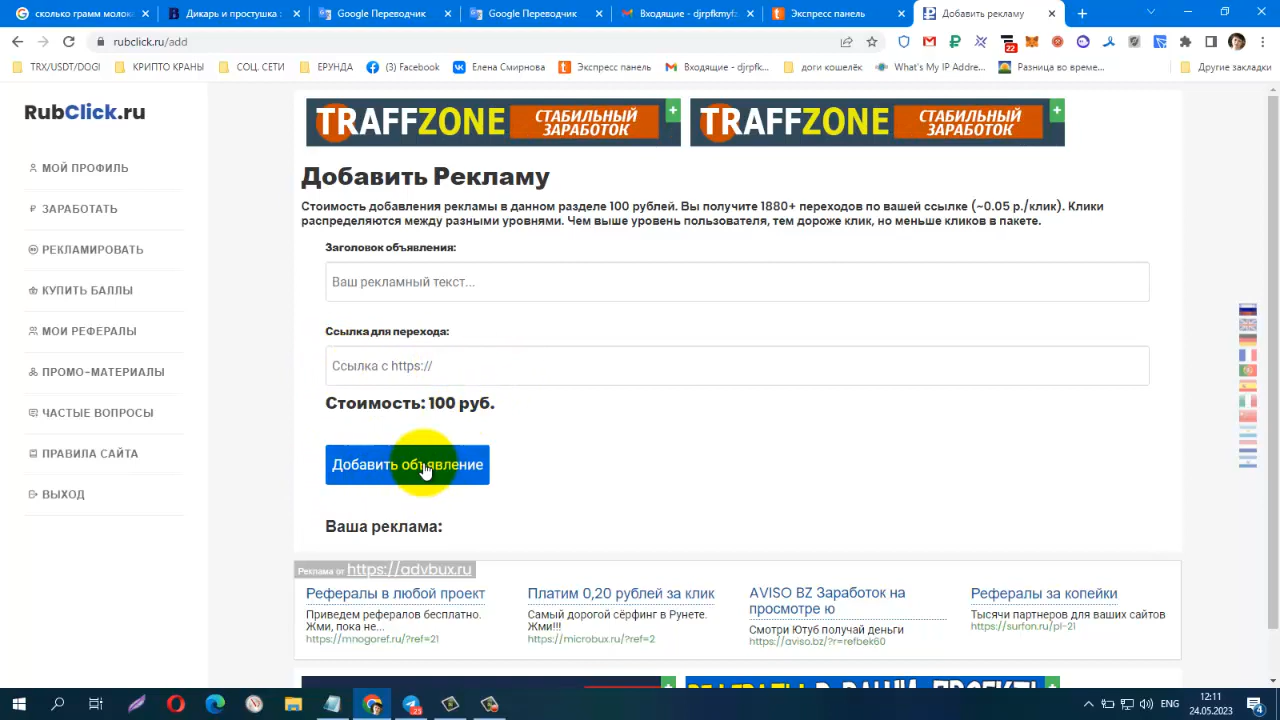 сколько грамм молока
Дикарь и простушка
Google Переводчик
Google Переводчик
Входящие - djrpfkmyfz
Экспресс панель
Добавить рекламу
rubclick.ru/add
22
TRX/USDT/DOGI
КРИПТО КРАНЫ
СОЦ. СЕТИ
ЕРУНДА
(3) Facebook
Елена Смирнова
Экспресс панель
Входящие - djrpfk...
доги кошелёк
What's My IP Addre...
Разница во време...
Другие закладки
RubClick.ru
МОЙ ПРОФИЛЬ
ЗАРАБОТАТЬ
РЕКЛАМИРОВАТЬ
КУПИТЬ БАЛЛЫ
МОИ РЕФЕРАЛЫ
ПРОМО-МАТЕРИАЛЫ
ЧАСТЫЕ ВОПРОСЫ
ПРАВИЛА САЙТА
ВЫХОД
TRAFFZONE СТАБИЛЬНЫЙ ЗАРАБОТОК
TRAFFZONE СТАБИЛЬНЫЙ ЗАРАБОТОК
Добавить Рекламу
Стоимость добавления рекламы в данном разделе 100 рублей. Вы получите 1880+ переходов по вашей ссылке (~0.05 р./клик). Клики
распределяются между разными уровнями. Чем выше уровень пользователя, тем дороже клик, но меньше кликов в пакете.
Заголовок объявления:
Ваш рекламный текст...
Ссылка для перехода:
Ссылка с https://
Стоимость: 100 руб.
Добавить объявление
Ваша реклама:
Реклама от https://advbux.ru
Рефералы в любой проект
Приведем рефералов бесплатно.
Жми, пока не...
https://mnogoref.ru/?ref=21
Платим 0,20 рублей за клик
Самый дорогой сёрфинг в Рунете.
Жми!!!
https://microbux.ru/?ref=2
AVISO BZ Заработок на
просмотре ю
Смотри Ютуб получай деньги
https://aviso.bz/?r=refbek60
Рефералы за копейки
Тысячи партнеров для ваших сайтов
https://surfan.ru/pl-21
ENG
12:11
24.05.2023
4